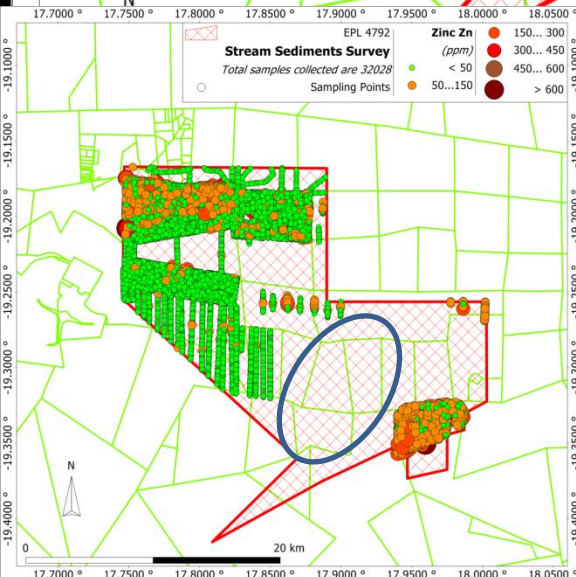 N
17.7000 ° 17.7500 ° 17.8000 ° 17.8500 ° 17.9000 ° 17.9500 ° 18.0000 ° 18.0500 °
EPL 4792
Stream Sediments Survey
Total samples collected are 32028
Sampling Points
Zinc Zn
(ppm)
< 50
50...150
150... 300
300... 450
450... 600
> 600
-19.1000 °
-19.1500 °
-19.2000 °
-19.2500 °
-19.3000 °
-19.3500 °
-19.4000 °
N
0 20 km
17.7000 ° 17.7500 ° 17.8000 ° 17.8500 ° 17.9000 ° 17.9500 ° 18.0000 ° 18.0500 °